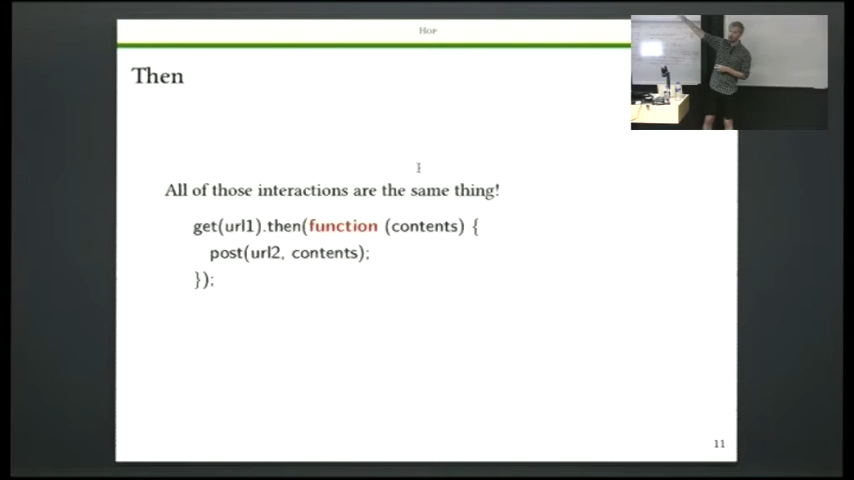 Hop
Then
All of those interactions are the same thing!
get(url1).then(function (contents) {
post(url2, contents);
});
11